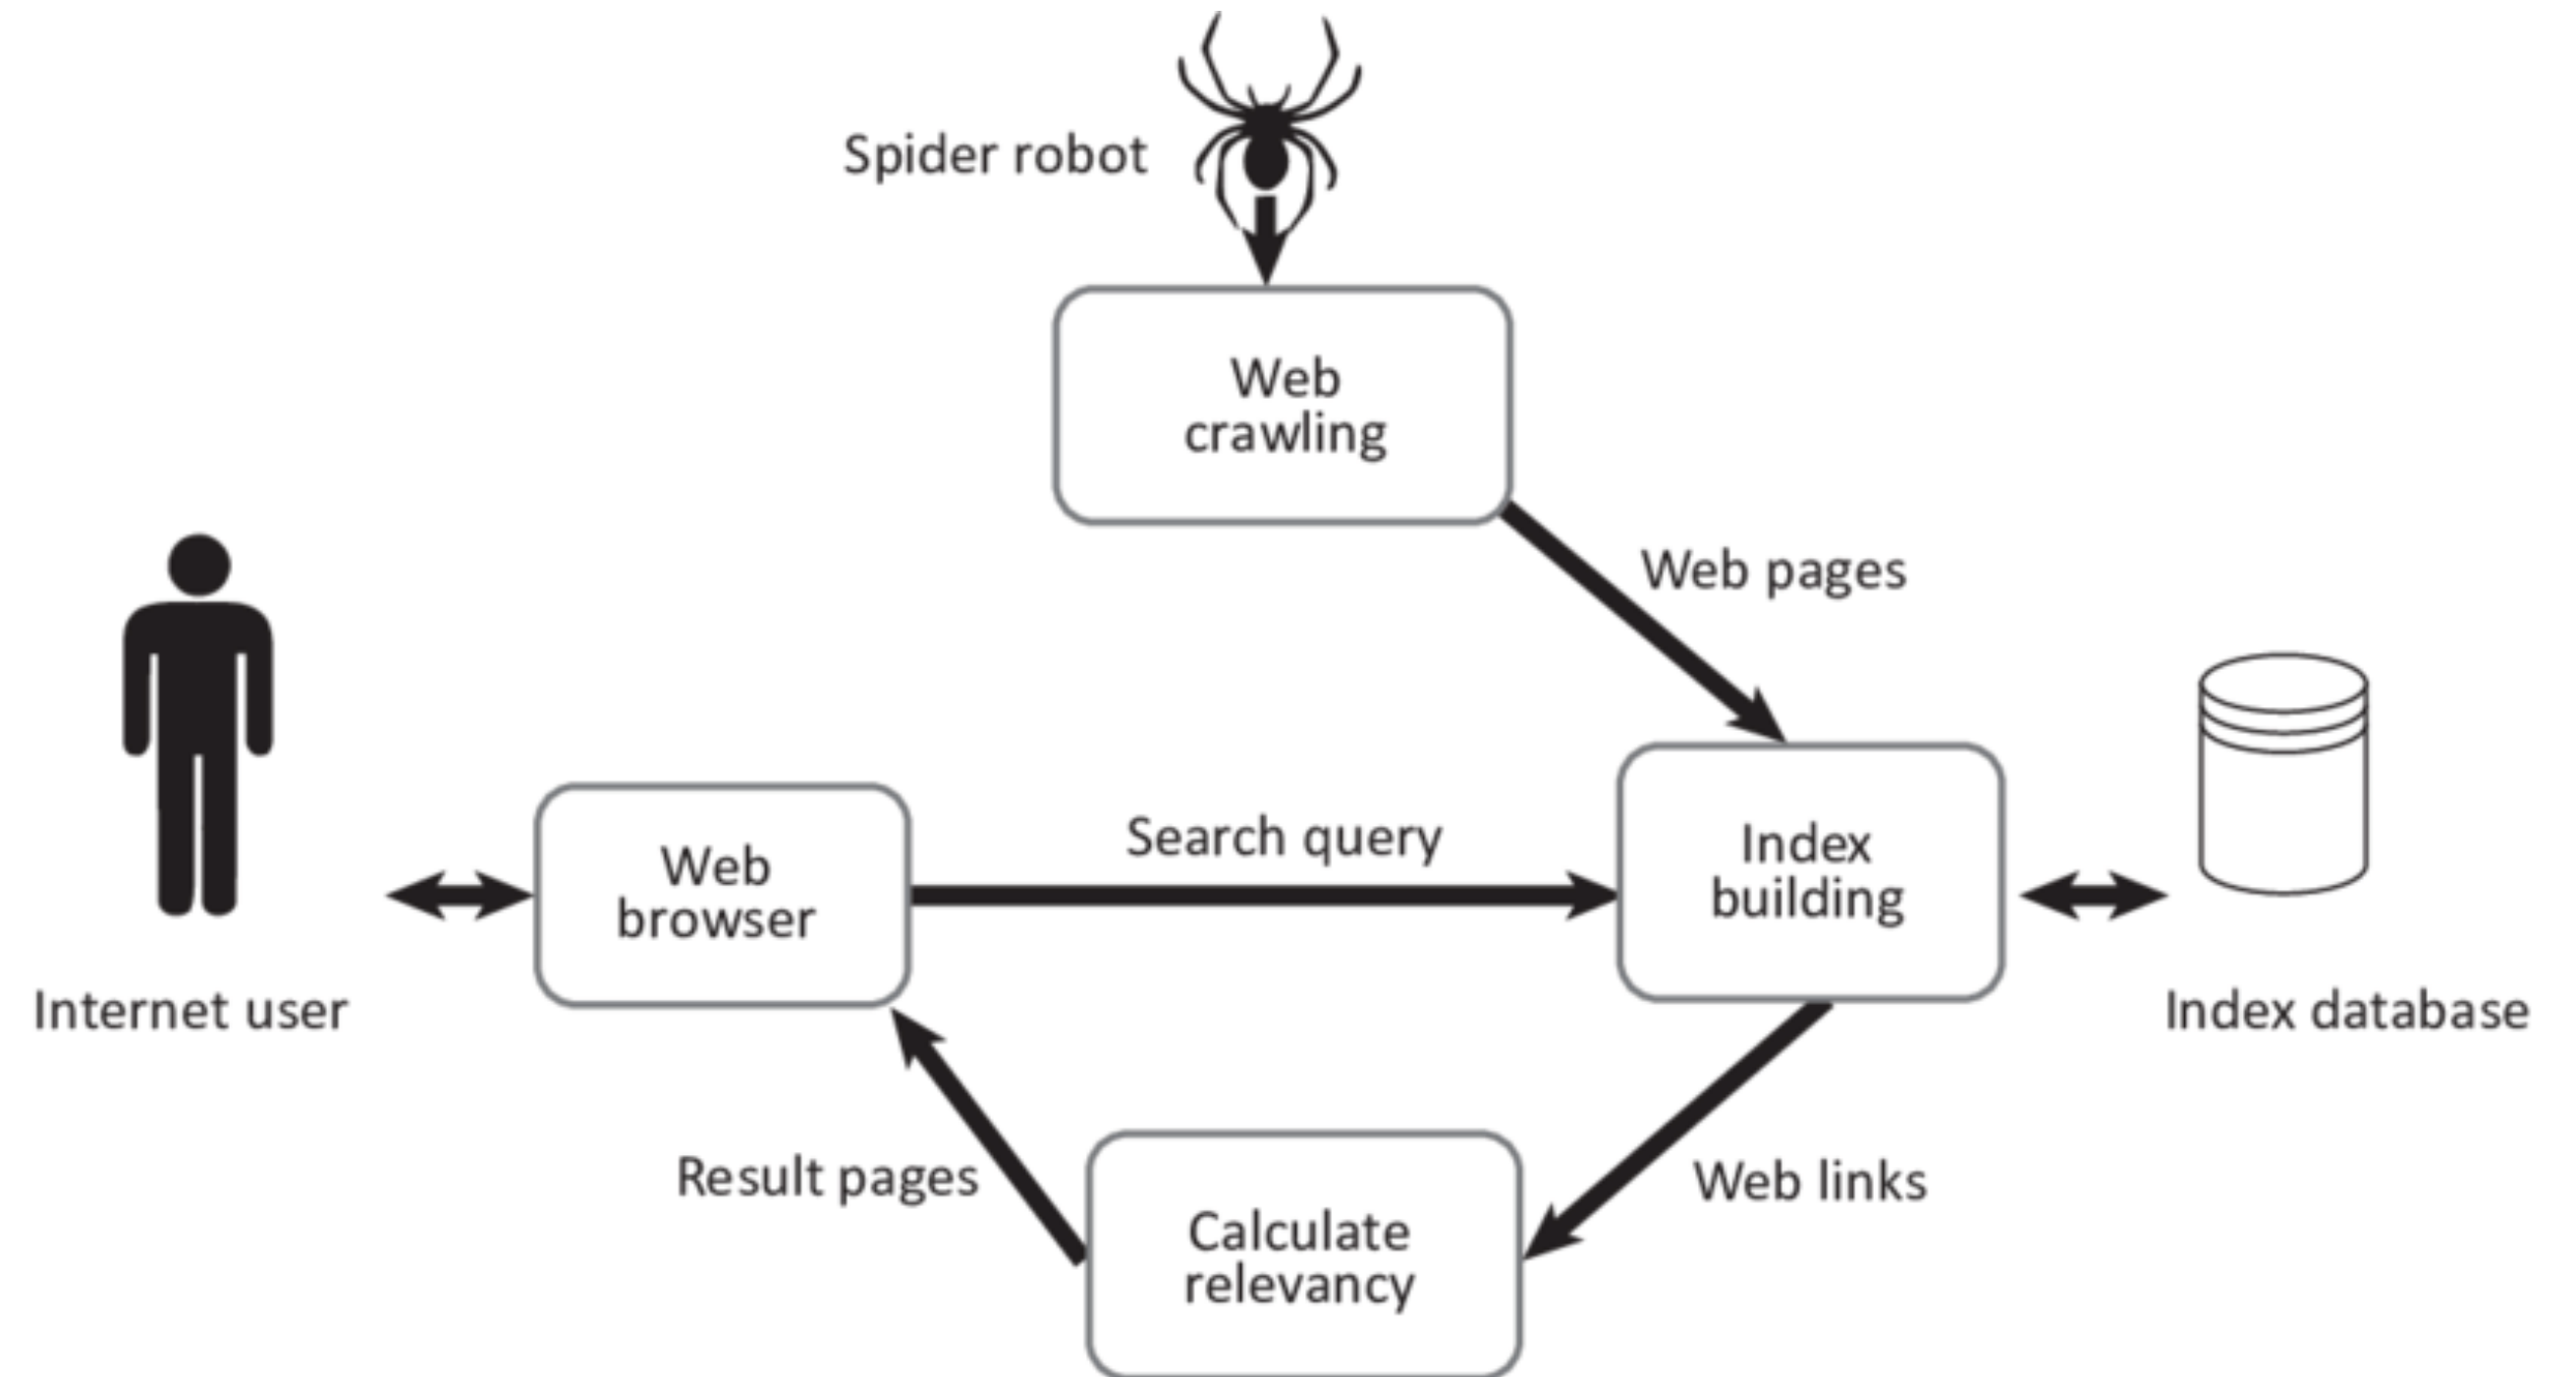 Spider robot
Web
crawling
Web pages
Search query
Web
browser
Index
building
Internet user
Index database
Result pages
Web links
Calculate
relevancy